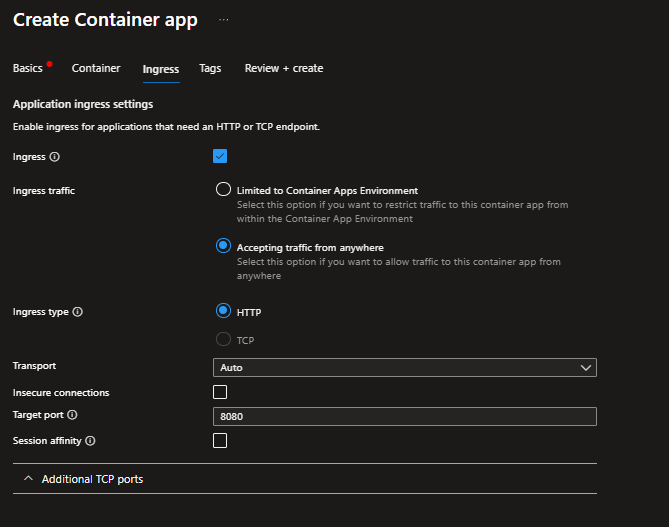 Create Container app ...
Basics Container Ingress Tags Review + create
Application ingress settings
Enable ingress for applications that need an HTTP or TCP endpoint.
Ingress
Ingress traffic
Limited to Container Apps Environment
Select this option if you want to restrict traffic to this container app from
within the Container App Environment
Accepting traffic from anywhere
Select this option if you want to allow traffic to this container app from
anywhere
Ingress type
HTTP
TCP
Transport
Auto
Insecure connections
Target port
8080
Session affinity
Additional TCP ports